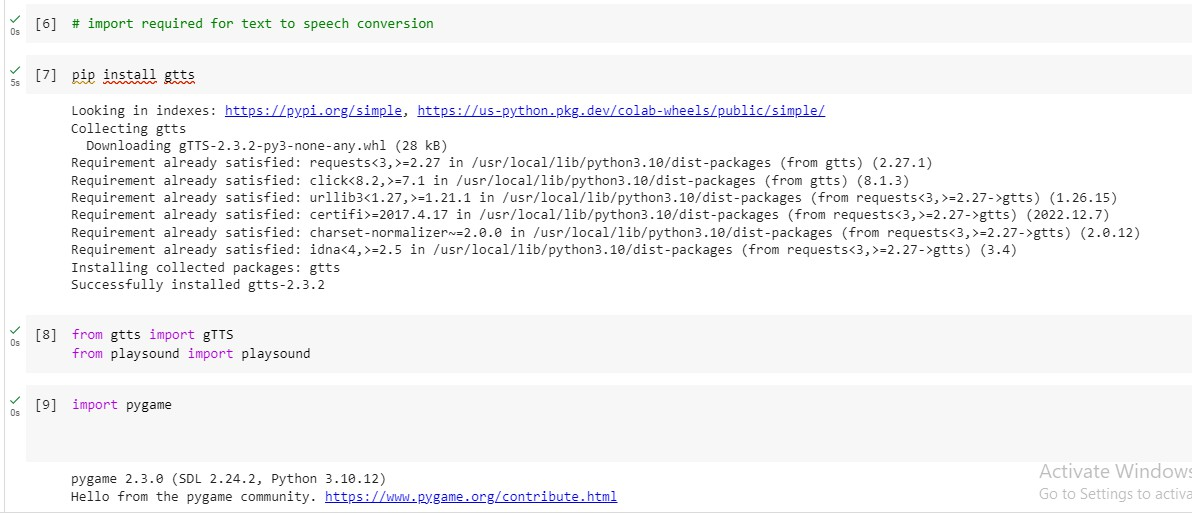 [6] # import required for text to speech conversion
0s
[7] pip install gtts
5s
Looking in indexes: https://pypi.org/simple, https://us-python.pkg.dev/colab-wheels/public/simple/
Collecting gtts
Downloading gTTS-2.3.2-py3-none-any.whl (28 kB)
Requirement already satisfied: requests<3,>=2.27 in /usr/local/lib/python3.10/dist-packages (from gtts) (2.27.1)
Requirement already satisfied: click<8.2,>=7.1 in /usr/local/lib/python3.10/dist-packages (from gtts) (8.1.3)
Requirement already satisfied: urllib3<1.27,>=1.21.1 in /usr/local/lib/python3.10/dist-packages (from requests<3,>=2.27->gtts) (1.26.15)
Requirement already satisfied: certifi>=2017.4.17 in /usr/local/lib/python3.10/dist-packages (from requests<3,>=2.27->gtts) (2022.12.7)
Requirement already satisfied: charset-normalizer~=2.0.0 in /usr/local/lib/python3.10/dist-packages (from requests<3,>=2.27->gtts) (2.0.12)
Requirement already satisfied: idna<4,>=2.5 in /usr/local/lib/python3.10/dist-packages (from requests<3,>=2.27->gtts) (3.4)
Installing collected packages: gtts
Successfully installed gtts-2.3.2
[8] from gtts import gTTS
0s
from playsound import playsound
[9] import pygame
0s
pygame 2.3.0 (SDL 2.24.2, Python 3.10.12)
Hello from the pygame community. https://www.pygame.org/contribute.html
Activate Windows
Go to Settings to activa